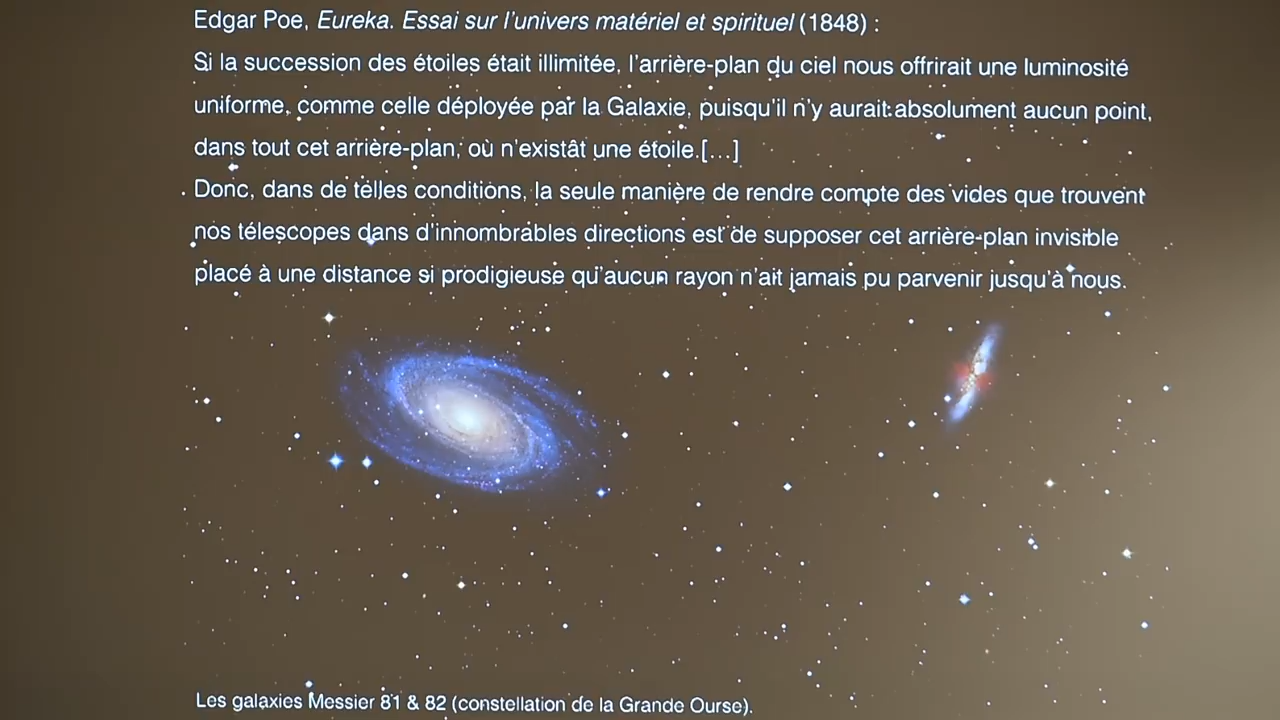 Edgar Poe, Eureka. Essai sur l'univers matériel et spirituel (1848) :
Si la succession des étoiles était illimitée, l'arrière-plan du ciel nous offrirait une luminosité
uniforme, comme celle déployée par la Galaxie, puisqu'il n'y aurait absolument aucun point,
dans tout cet arrière-plan, où n'existât une étoile.[…]
Donc, dans de telles conditions, la seule manière de rendre compte des vides que trouvent
nos télescopes dans d'innombrables directions est de supposer cet arrière-plan invisible
placé à une distance si prodigieuse qu'aucun rayon n'ait jamais pu parvenir jusqu'à nous.
Les galaxies Messier 81 & 82 (constellation de la Grande Ourse).